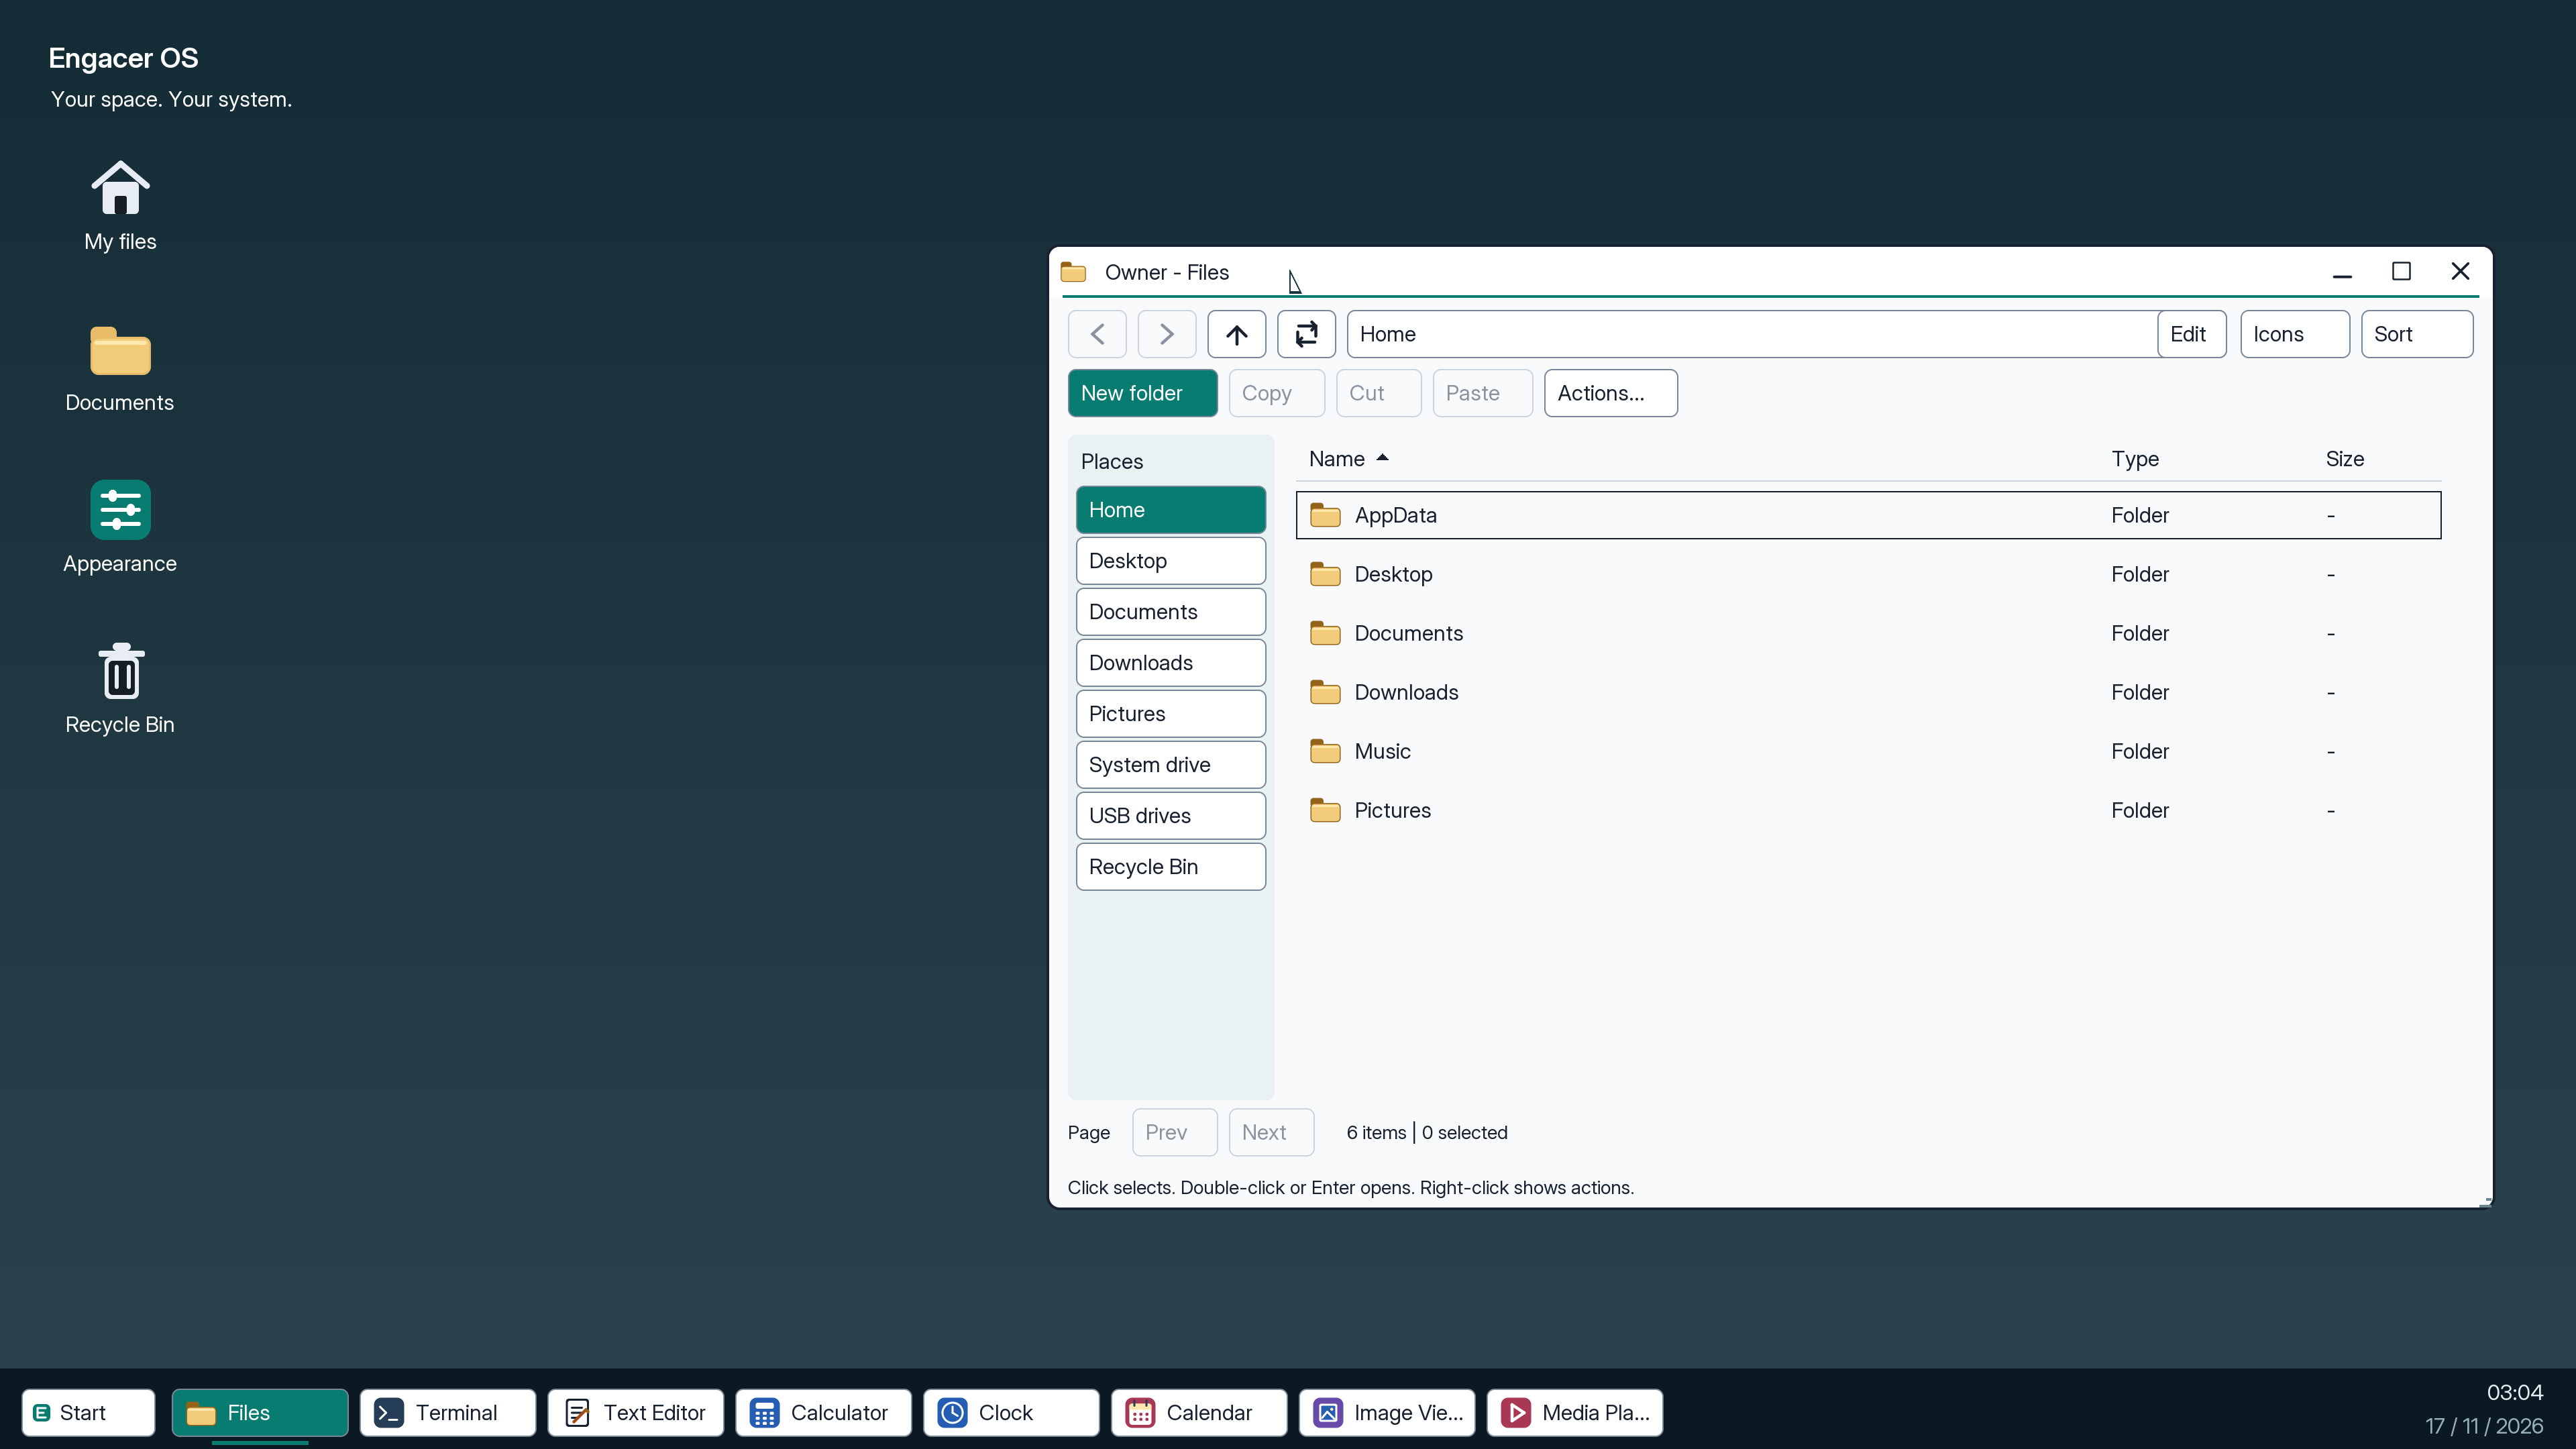 Engacer OS
Your space. Your system.
My files
Documents
Appearance
Recycle Bin
Owner - Files
Home
Edit
Icons
Sort
New folder
Copy
Cut
Paste
Actions...
Places
Home
Desktop
Documents
Downloads
Pictures
System drive
USB drives
Recycle Bin
Name Type Size
AppData Folder -
Desktop Folder -
Documents Folder -
Downloads Folder -
Music Folder -
Pictures Folder -
Page Prev Next 6 items | 0 selected
Click selects. Double-click or Enter opens. Right-click shows actions.
E Start
Files
Terminal
Text Editor
Calculator
Clock
Calendar
Image Vie...
Media Pla...
03:04
17 / 11 / 2026